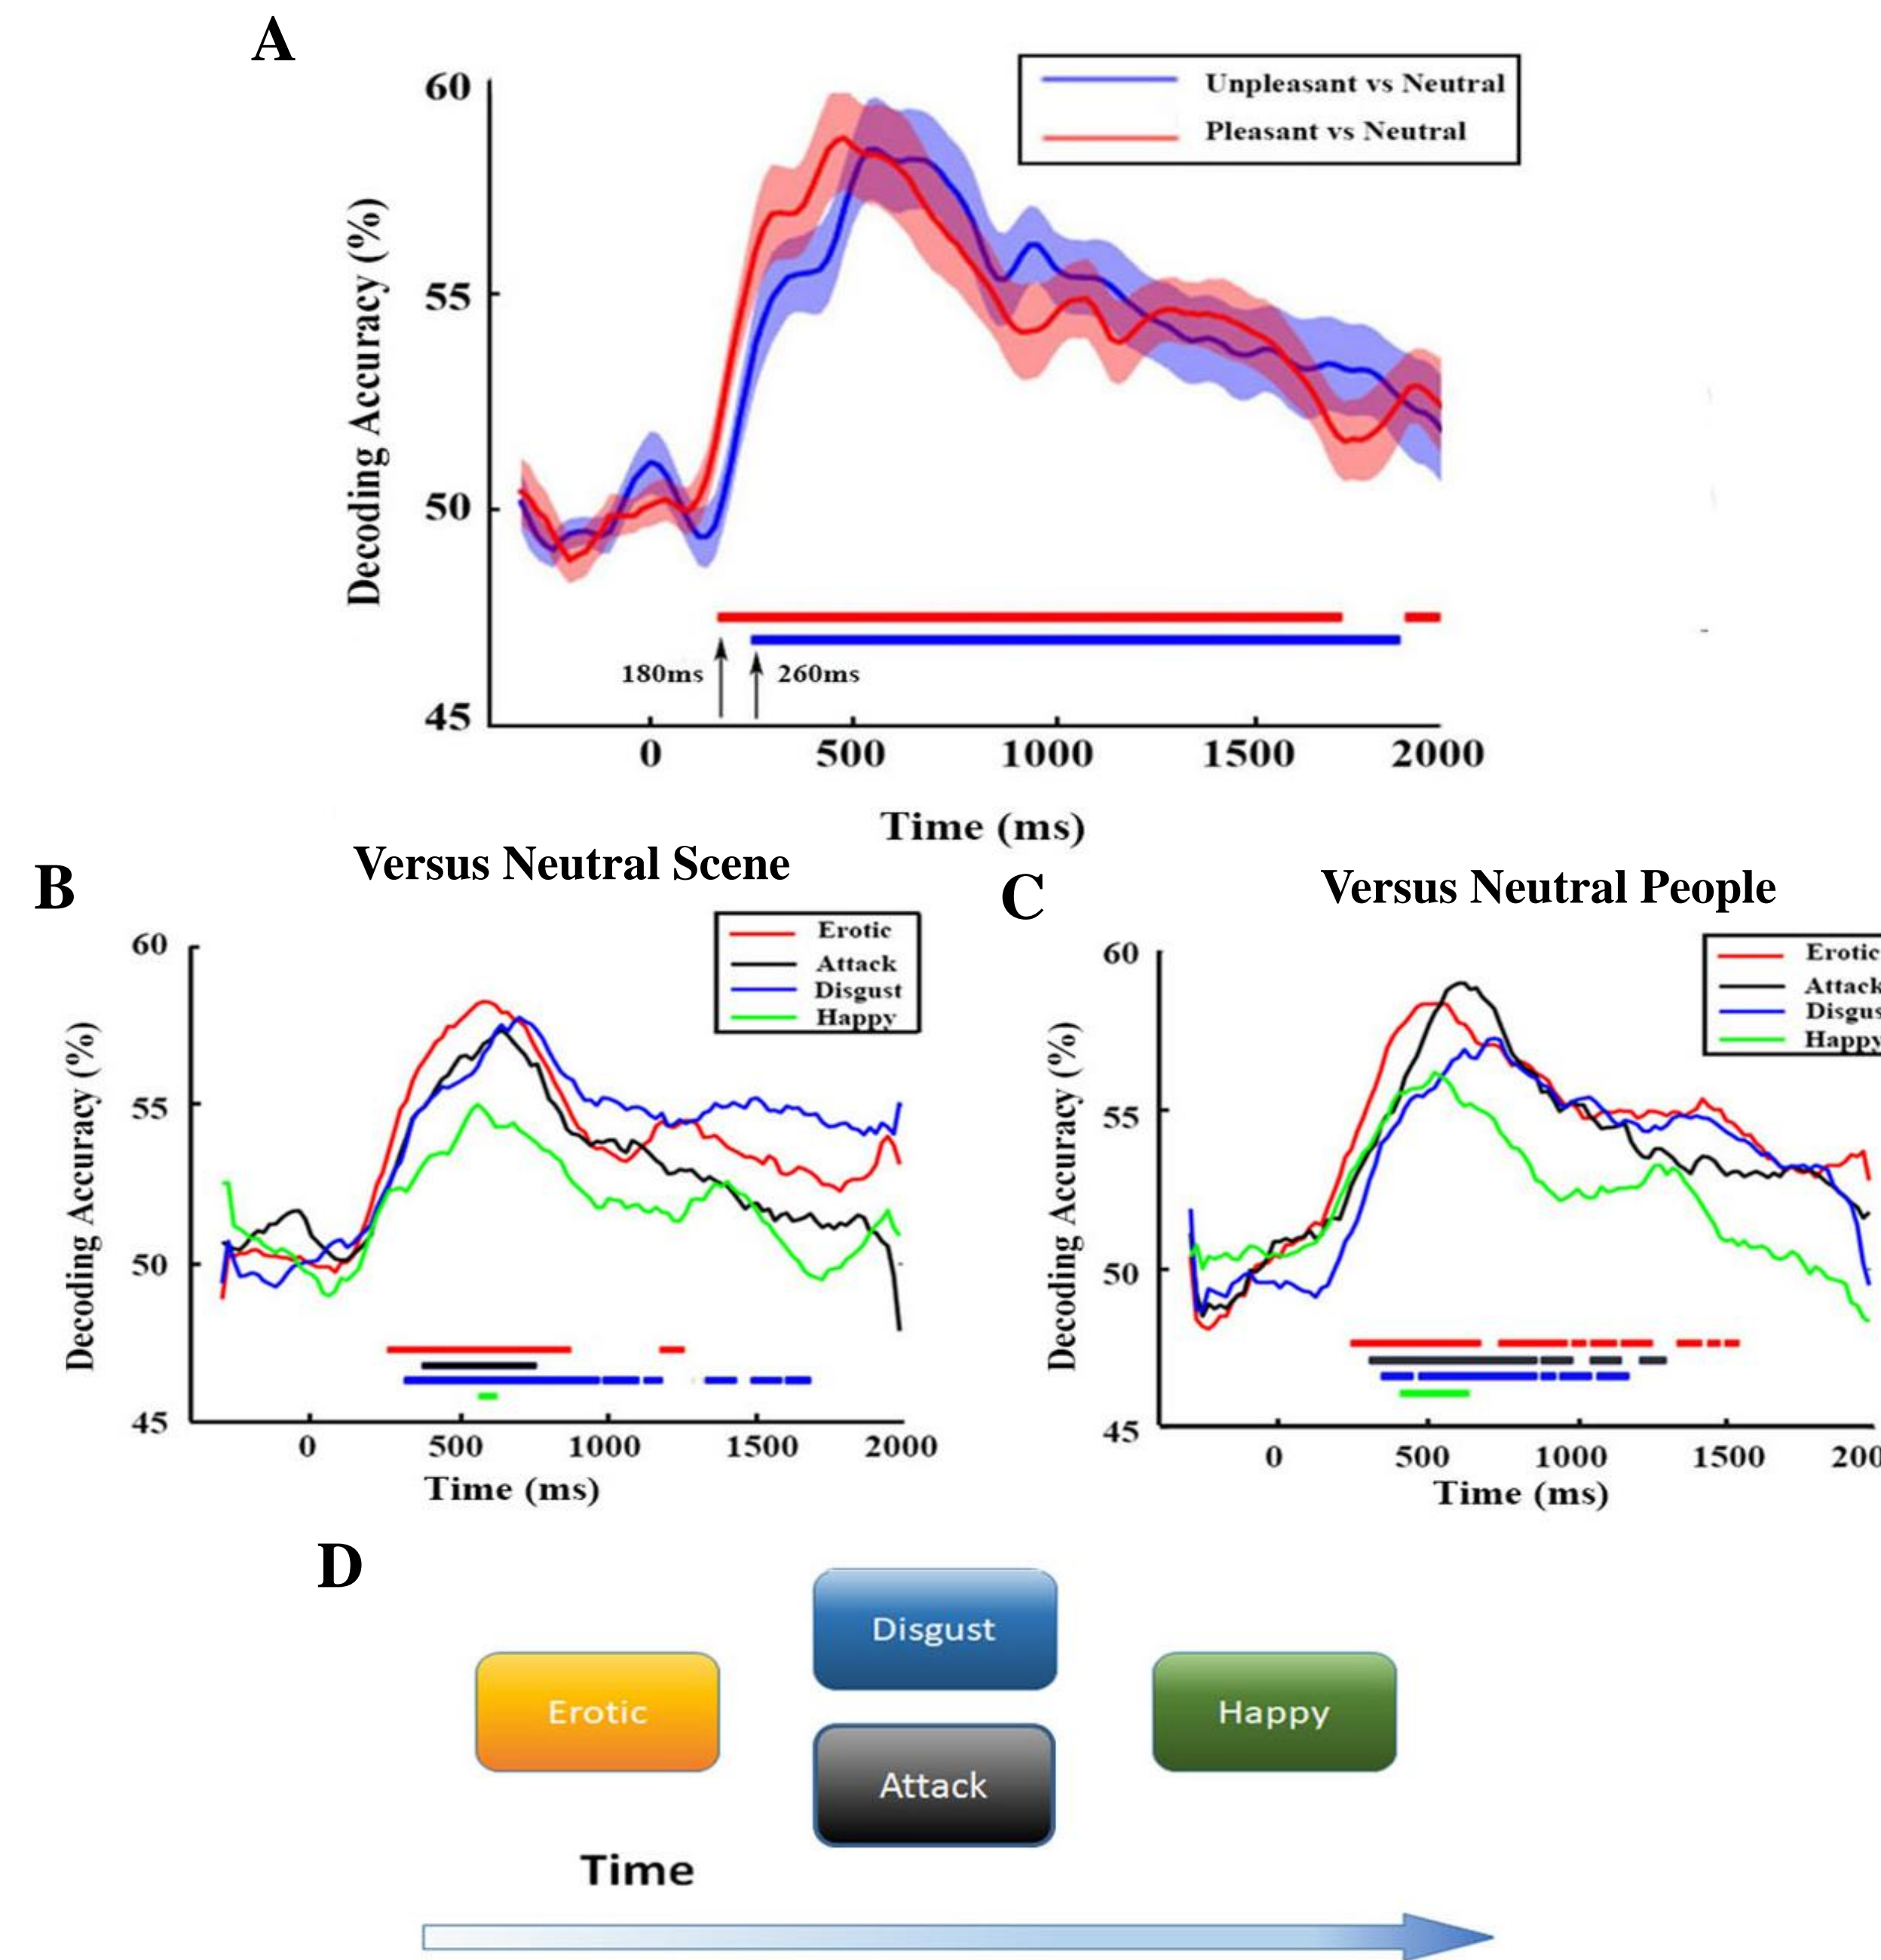 A
60
55
50
45
Decoding Accuracy (%)
Unpleasant vs Neutral
Pleasant vs Neutral
180ms
260ms
0 500 1000 1500 2000
Time (ms)
B
Versus Neutral Scene
60
55
50
45
Decoding Accuracy (%)
Erotic
Attack
Disgust
Happy
0 500 1000 1500 2000
Time (ms)
C
Versus Neutral People
60
55
50
45
Decoding Accuracy (%)
Erotic
Attack
Disgus
Happy
0 500 1000 1500 200
Time (ms)
D
Disgust
Erotic
Happy
Attack
Time